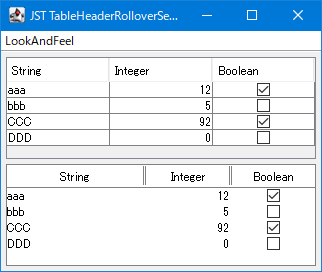 JST TableHeaderRolloverSe...
LookAndFeel
String Integer Boolean
aaa 12
bbb 5
CCC 92
DDD 0
String Integer Boolean
aaa 12
bbb 5
CCC 92
DDD 0